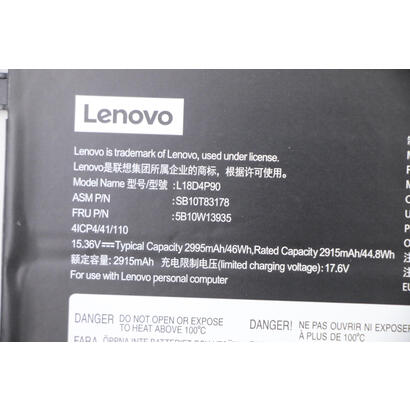 Lenovo
Lenovo is trademark of Lenovo, used under license.
Lenovo是联想集团所属企业的商标，根据许可使用。
Model Name 型号/型號 :L18D4P90
ASM P/N :SB10T83178
FRU P/N :5B10W13935
4ICP4/41/110
15.36V⎓Typical Capacity 2995mAh/46Wh,Rated Capacity 2915mAh/44.8Wh
额定容量: 2915mAh 充电限制电压(limited charging voltage): 17.6V
For use with Lenovo personal computer
DANGER DO NOT OPEN OR EXPOSE TO HEAT ABOVE 100°C
DANGER! NE PAS OUVRIR NI EXPOSER À PLUS DE 100°C
FARA